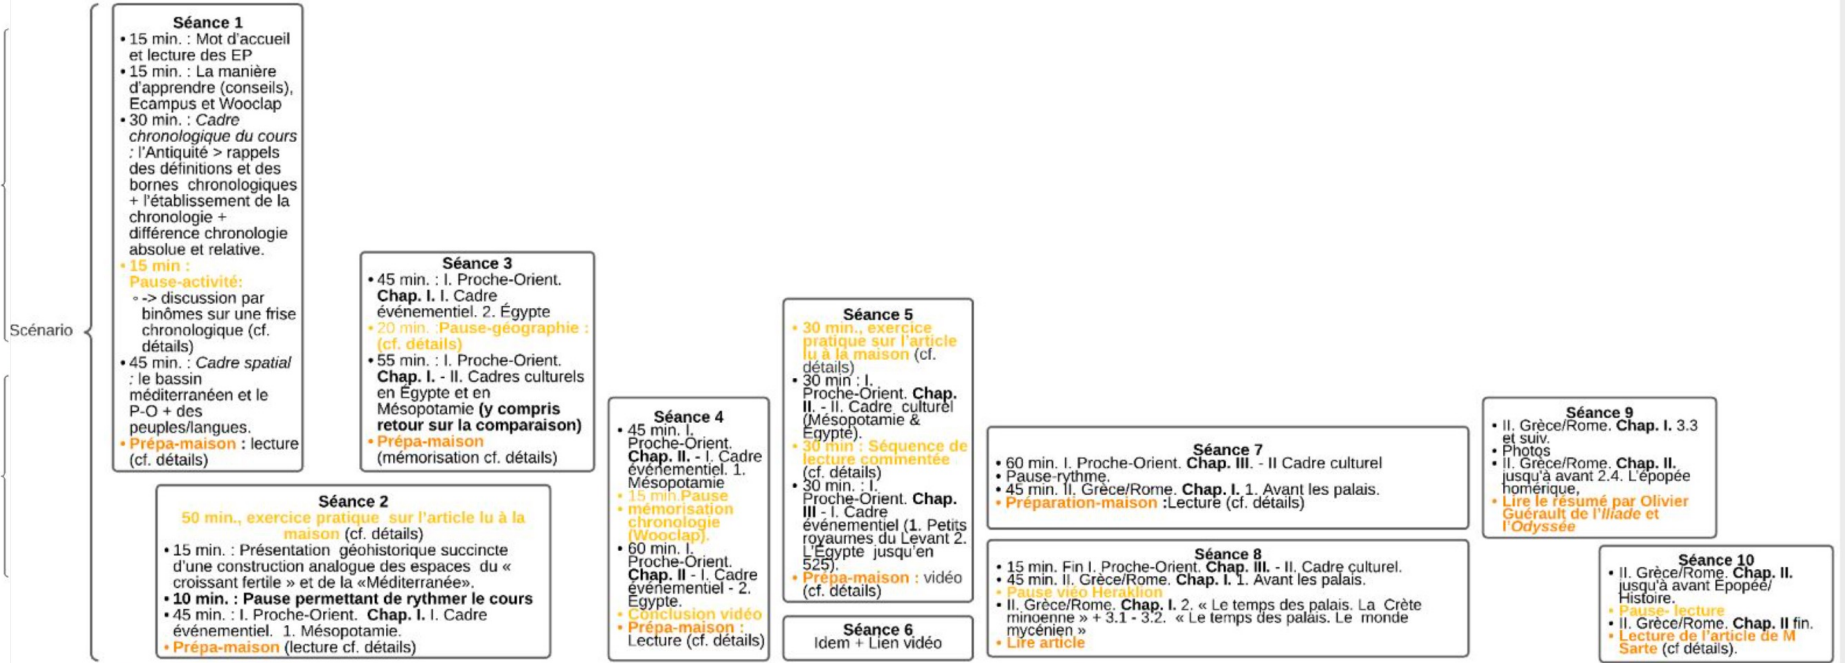 Scénario
Séance 1
• 15 min. : Mot d'accueil
et lecture des EP
• 15 min. : La manière
d'apprendre (conseils),
Ecampus et Wooclap
• 30 min. : Cadre
chronologique du cours
: l'Antiquité > rappels
des définitions et des
bornes chronologiques
+ l'établissement de la
chronologie +
différence chronologie
absolue et relative.
• 15 min :
Pause-activité:
◦ -> discussion par
binômes sur une frise
chronologique (cf.
détails)
• 45 min. : Cadre spatial
: le bassin
méditerranéen et le
P-O + des
peuples/langues.
• Prépa-maison : lecture
(cf. détails)
Séance 2
50 min., exercice pratique sur l'article lu à la
maison (cf. détails)
• 15 min. : Présentation géohistorique succincte
d'une construction analogue des espaces du «
croissant fertile » et de la «Méditerranée».
• 10 min. : Pause permettant de rythmer le cours
• 45 min. : I. Proche-Orient. Chap. I. I. Cadre
événementiel. 1. Mésopotamie.
• Prépa-maison (lecture cf. détails)
Séance 3
• 45 min. : I. Proche-Orient.
Chap. I. I. Cadre
événementiel. 2. Égypte
• 20 min. :Pause-géographie :
(cf. détails)
• 55 min. : I. Proche-Orient.
Chap. I. - II. Cadres culturels
en Égypte et en
Mésopotamie (y compris
retour sur la comparaison)
• Prépa-maison
(mémorisation cf. détails)
Séance 4
• 45 min. I.
Proche-Orient.
Chap. II. - I. Cadre
événementiel. 1.
Mésopotamie
• 15 min.Pause
• mémorisation
chronologie
(Wooclap).
• 60 min. I.
Proche-Orient.
Chap. II - I. Cadre
événementiel - 2.
Égypte.
• Conclusion vidéo
• Prépa-maison :
Lecture (cf. détails)
Séance 5
• 30 min., exercice
pratique sur l'article
lu à la maison (cf.
détails)
• 30 min : I.
Proche-Orient. Chap.
II. - II. Cadre culturel
(Mésopotamie &
Égypte).
• 30 min : Séquence de
lecture commentée
(cf. détails)
• 30 min. : I.
Proche-Orient. Chap.
III - I. Cadre
événementiel (1. Petits
royaumes du Levant 2.
L'Égypte jusqu'en
525).
• Prépa-maison : vidéo
(cf. détails)
Séance 6
Idem + Lien vidéo
Séance 7
• 60 min. I. Proche-Orient. Chap. III. - II Cadre culturel
• Pause-rythme.
• 45 min. II. Grèce/Rome. Chap. I. 1. Avant les palais.
• Préparation-maison :Lecture (cf. détails)
Séance 8
• 15 min. Fin I. Proche-Orient. Chap. III. - II. Cadre culturel.
• 45 min. II. Grèce/Rome. Chap. I. 1. Avant les palais.
• Pause viéo Heraklion
• II. Grèce/Rome. Chap. I. 2. « Le temps des palais. La Crète
minoenne » + 3.1 - 3.2. « Le temps des palais. Le monde
mycénien »
• Lire article
Séance 9
• II. Grèce/Rome. Chap. I. 3.3
et suiv.
• Photos
• II. Grèce/Rome. Chap. II.
jusqu'à avant 2.4. L'épopée
homérique,
• Lire le résumé par Olivier
Guérault de l'Iliade et
l'Odyssée
Séance 10
• II. Grèce/Rome. Chap. II.
jusqu'à avant Epopée/
Histoire.
• Pause- lecture
• II. Grèce/Rome. Chap. II fin.
• Lecture de l'article de M
Sarte (cf détails).